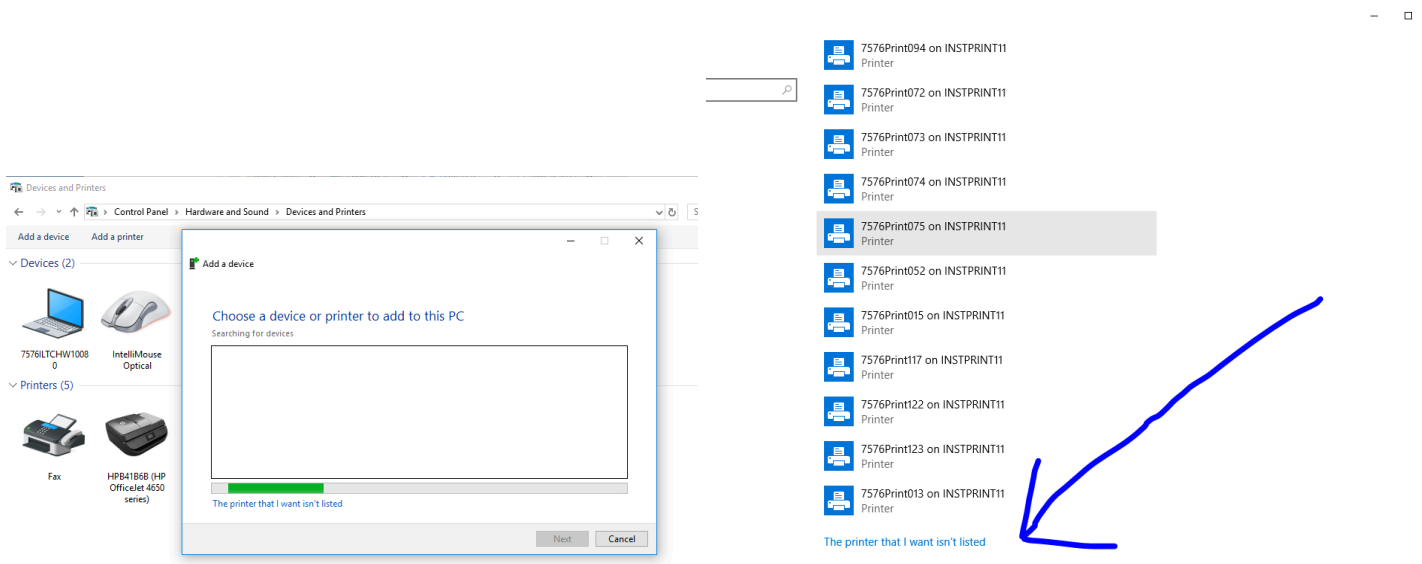 Devices and Printers
Control Panel > Hardware and Sound > Devices and Printers
S
Add a device Add a printer
Devices (2)
7576ILTCHW1008
0
IntelliMouse
Optical
Printers (5)
Fax
HPB41B6B (HP
OfficeJet 4650
series)
Add a device
Choose a device or printer to add to this PC
Searching for devices
The printer that I want isn't listed
Next Cancel
7576Print094 on INSTPRINT11
Printer
7576Print072 on INSTPRINT11
Printer
7576Print073 on INSTPRINT11
Printer
7576Print074 on INSTPRINT11
Printer
7576Print075 on INSTPRINT11
Printer
7576Print052 on INSTPRINT11
Printer
7576Print015 on INSTPRINT11
Printer
7576Print117 on INSTPRINT11
Printer
7576Print122 on INSTPRINT11
Printer
7576Print123 on INSTPRINT11
Printer
7576Print013 on INSTPRINT11
Printer
The printer that I want isn't listed